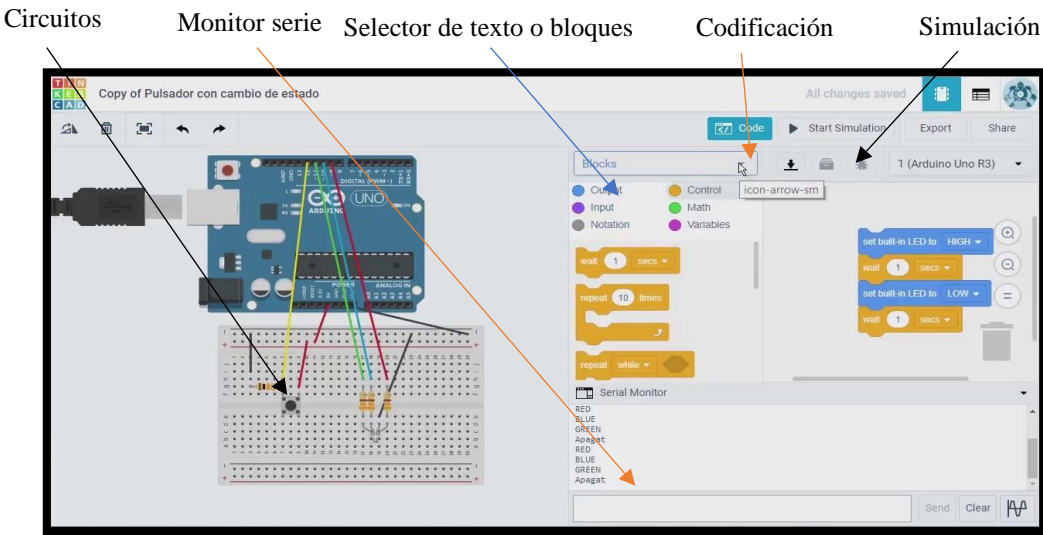 Circuitos Monitor serie Selector de texto o bloques Codificación Simulación
TIN
KER
CAD
Copy of Pulsador con cambio de estado
All changes saved
Code
Start Simulation
Export
Share
Blocks
1 (Arduino Uno R3)
icon-arrow-sm
Output
Control
Input
Math
Notation
Variables
wait 1 secs
repeat 10 times
repeat while
set built-in LED to HIGH
wait 1 secs
set built-in LED to LOW
wait 1 secs
DIGITAL (PWM~)
UNO
ARDUINO
POWER
ANALOG IN
Serial Monitor
RED
BLUE
GREEN
Apagat
RED
BLUE
GREEN
Apagat
Send
Clear